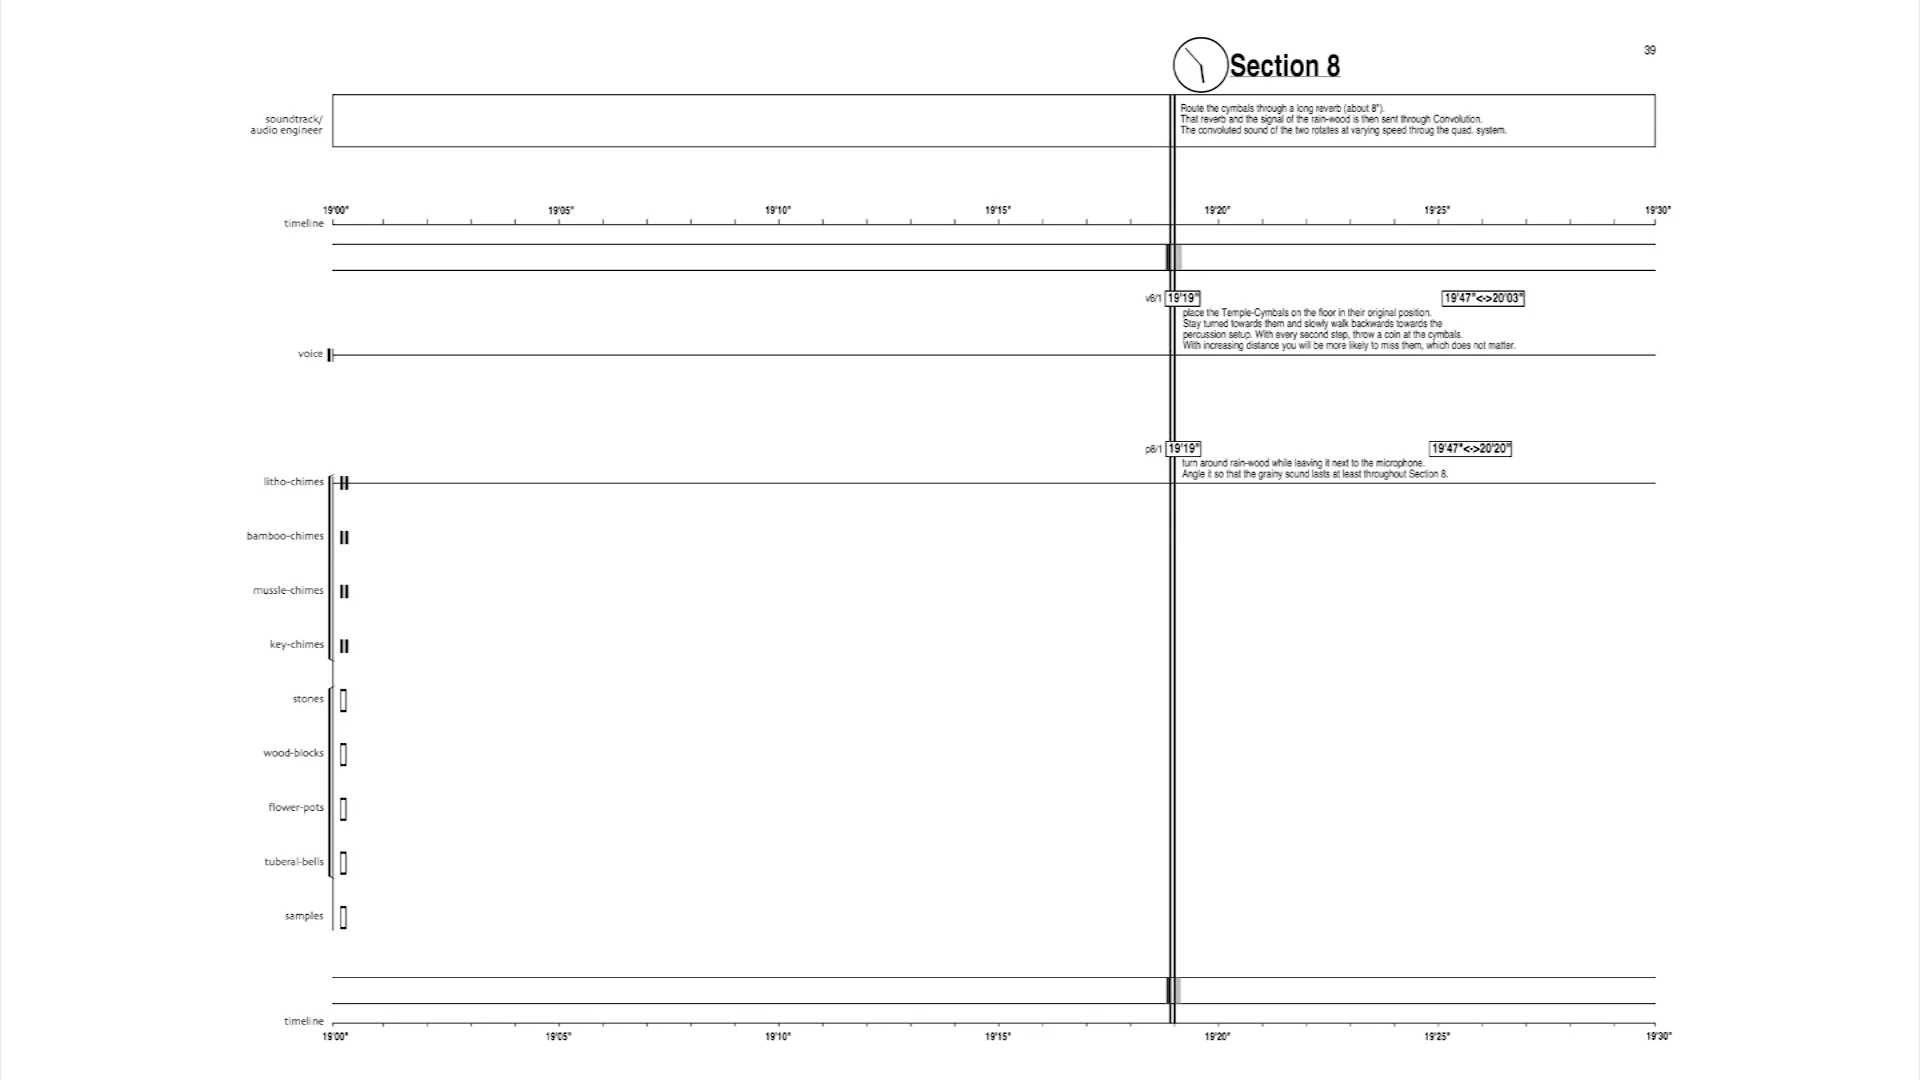 39
Section 8
soundtrack/
audio engineer
Route the cymbals through a long reverb (about 8").
That reverb and the signal of the rain-wood is then sent through Convolution.
The convoluted sound of the two rotates at varying speed throug the quad. system.
timeline
19'00" 19'05" 19'10" 19'15" 19'20" 19'25" 19'30"
v8/1 19'19" 19'47"<->20'03"
place the Temple-Cymbals on the floor in their original position.
Stay turned towards them and slowly walk backwards towards the
percussion setup. With every second step, throw a coin at the cymbals.
With increasing distance you will be more likely to miss them, which does not matter.
voice
p8/1 19'19" 19'47"<->20'20"
turn around rain-wood while leaving it next to the microphone.
Angle it so that the grainy sound lasts at least throughout Section 8.
litho-chimes
bamboo-chimes
mussle-chimes
key-chimes
stones
wood-blocks
flower-pots
tuberal-bells
samples
timeline
19'00" 19'05" 19'10" 19'15" 19'20" 19'25" 19'30"